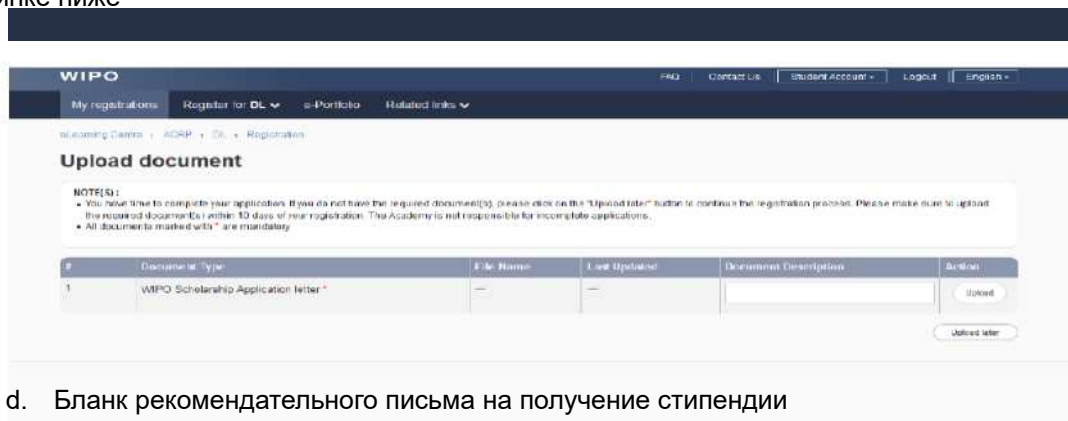 WIPO FAQ Contact Us Student Account Logout English
My registrations Register for DL e-Portfolio Related links
eLearning Centre › › DL › Registration
Upload document
NOTE(S) :
• You have time to complete your application. If you do not have the required document(s), please click on the "Upload later" button to continue the registration process. Please make sure to upload
the required document(s) within 10 days of your registration. The Academy is not responsible for incomplete applications.
• All documents marked with * are mandatory
# Document Type File Name Last Updated Document Description Action
1 WIPO Scholarship Application letter * — — Upload
Upload later
d. Бланк рекомендательного письма на получение стипендии